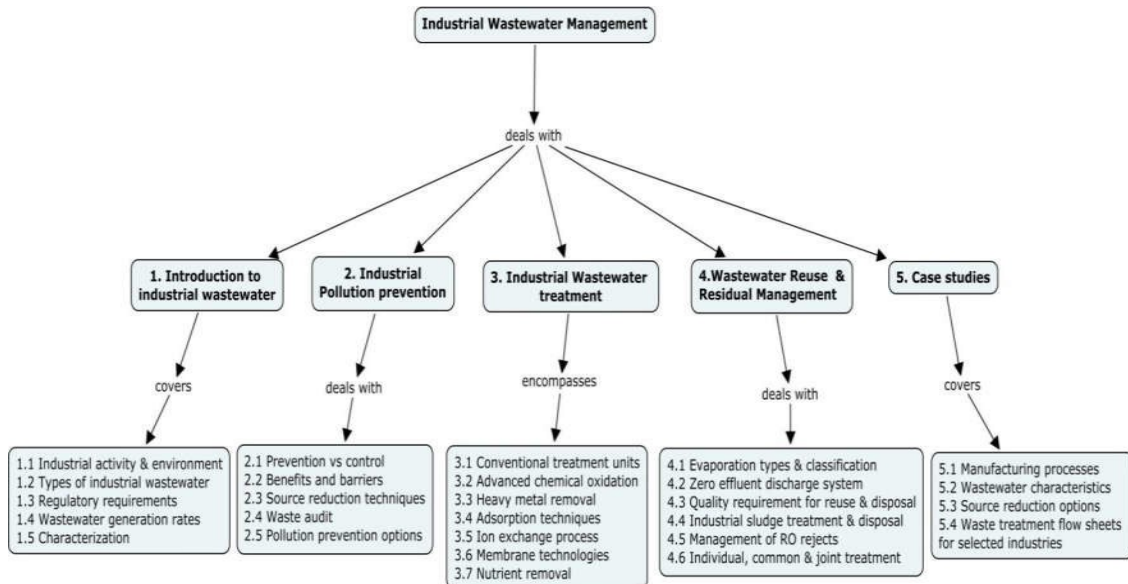 Industrial Wastewater Management
deals with
1. Introduction to
industrial wastewater
2. Industrial
Pollution prevention
3. Industrial Wastewater
treatment
4.Wastewater Reuse &
Residual Management
5. Case studies
covers
deals with
encompasses
deals with
covers
1.1 Industrial activity & environment
1.2 Types of industrial wastewater
1.3 Regulatory requirements
1.4 Wastewater generation rates
1.5 Characterization
2.1 Prevention vs control
2.2 Benefits and barriers
2.3 Source reduction techniques
2.4 Waste audit
2.5 Pollution prevention options
3.1 Conventional treatment units
3.2 Advanced chemical oxidation
3.3 Heavy metal removal
3.4 Adsorption techniques
3.5 Ion exchange process
3.6 Membrane technologies
3.7 Nutrient removal
4.1 Evaporation types & classification
4.2 Zero effluent discharge system
4.3 Quality requirement for reuse & disposal
4.4 Industrial sludge treatment & disposal
4.5 Management of RO rejects
4.6 Individual, common & joint treatment
5.1 Manufacturing processes
5.2 Wastewater characteristics
5.3 Source reduction options
5.4 Waste treatment flow sheets
for selected industries